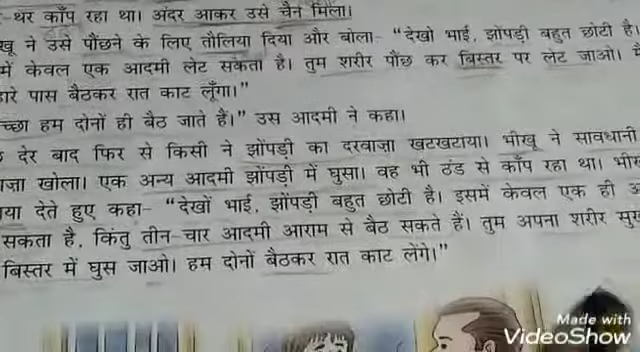 -थर काँप रहा था। अंदर आकर उसे चैन मिला।
खू ने उसे पौंछने के लिए तौलिया दिया और बोला- “देखो भाई, झोंपड़ी बहुत छोटी है।
में केवल एक आदमी लेट सकता है। तुम शरीर पौंछ कर बिस्तर पर लेट जाओ। मै
हारे पास बैठकर रात काट लूँगा।”
च्छा हम दोनों ही बैठ जाते हैं।” उस आदमी ने कहा।
देर बाद फिर से किसी ने झोंपड़ी का दरवाज़ा खटखटाया। भीखू ने सावधानी
ाज़ा खोला। एक अन्य आदमी झोंपड़ी में घुसा। वह भी ठंड से काँप रहा था। भीर
या देते हुए कहा- “देखों भाई, झोंपड़ी बहुत छोटी है। इसमें केवल एक ही
सकता है, किंतु तीन-चार आदमी आराम से बैठ सकते हैं। तुम अपना शरीर सुर
बिस्तर में घुस जाओ। हम दोनों बैठकर रात काट लेंगे।”
Made with
VideoShow